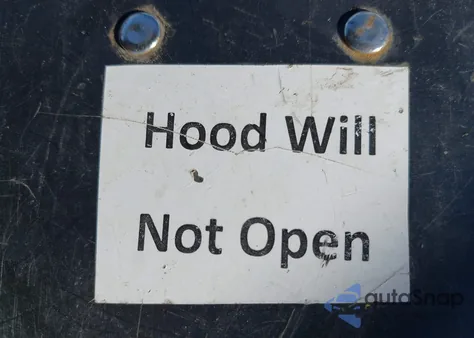 Hood Will
Not Open
autoSnap